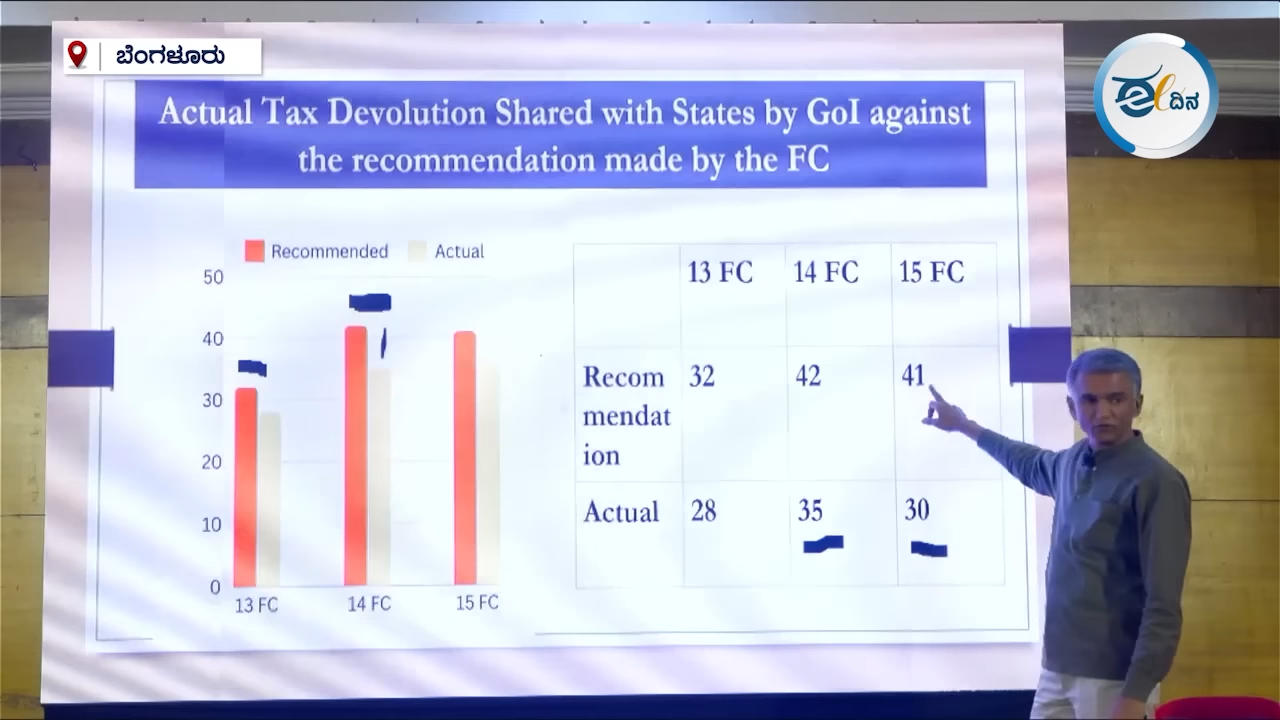 ಬೆಂಗಳೂರು
ಈ ದಿನ
Actual Tax Devolution Shared with States by GoI against
the recommendation made by the FC
Recommended Actual
50
40
30
20
10
0
13 FC 14 FC 15 FC
13 FC 14 FC 15 FC
Recom 32 42 41
mendat
ion
Actual 28 35 30